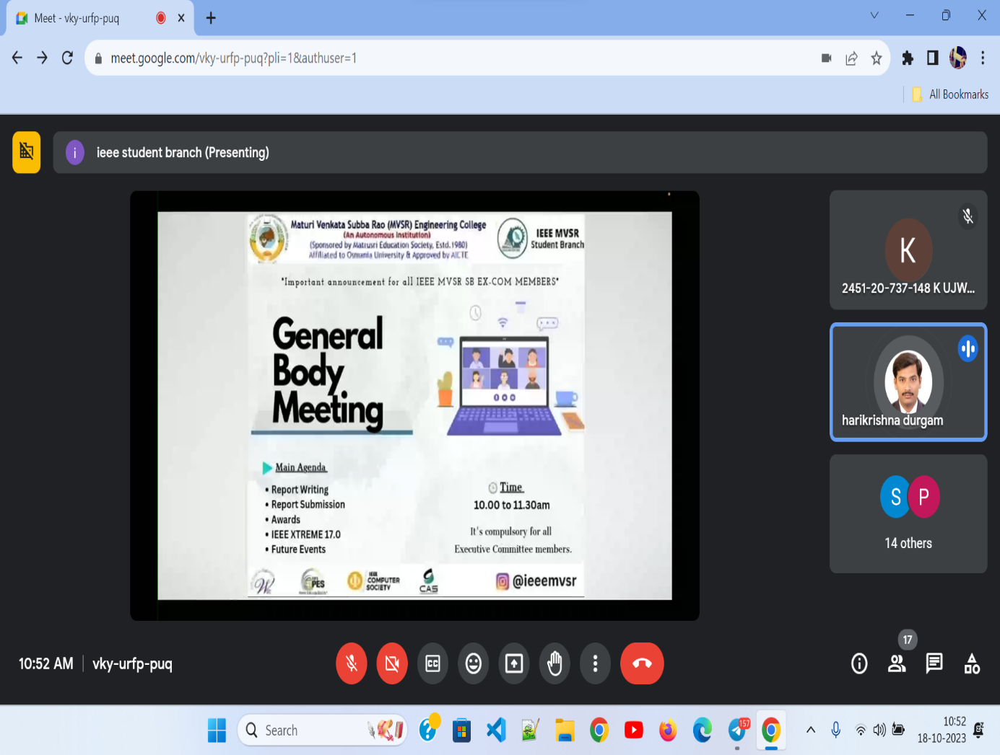 Meet - vky-urfp-puq
meet.google.com/vky-urfp-puq?pli=1&authuser=1
All Bookmarks
i
ieee student branch (Presenting)
Maturi Venkata Subba Rao (MVSR) Engineering College
(An Autonomous Institution)
(Sponsored by Matrusri Education Society, Estd.1980)
Affiliated to Osmania University & Approved by AICTE
IEEE MVSR
Student Branch
"Important announcement for all IEEE MVSR SB EX-COM MEMBERS"
General
Body
Meeting
Main Agenda
• Report Writing
• Report Submission
• Awards
• IEEE XTREME 17.0
• Future Events
Time
10.00 to 11.30am
It's compulsory for all
Executive Committee members.
PES
IEEE
COMPUTER
SOCIETY
CAS
@ieeemvsr
K
2451-20-737-148 K UJW...
harikrishna durgam
S P
14 others
10:52 AM | vky-urfp-puq
CC
17
Search
157
10:52
18-10-2023